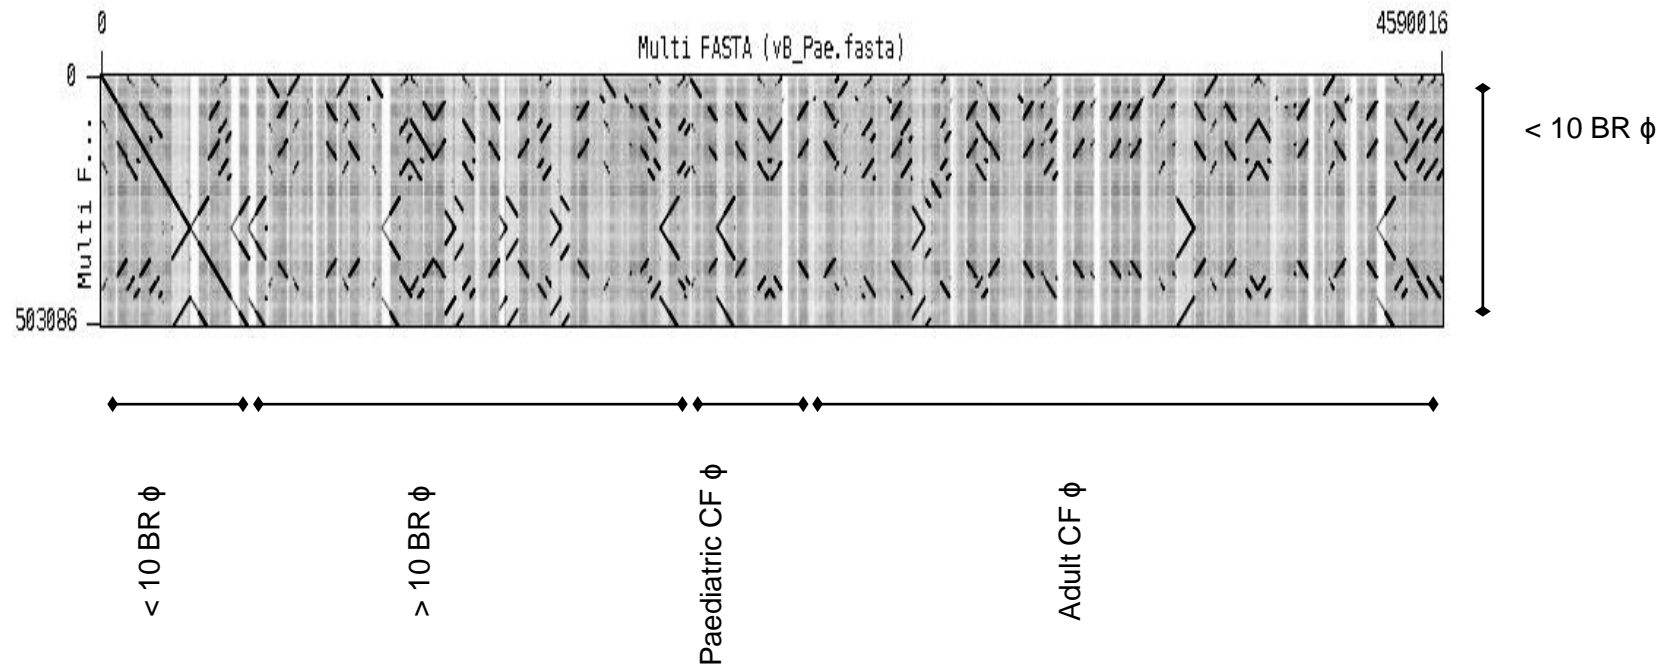 0
4590016
Multi FASTA (vB_Pae.fasta)
0
Multi F...
503086
< 10 BR ϕ
< 10 BR ϕ
> 10 BR ϕ
Paediatric CF ϕ
Adult CF ϕ